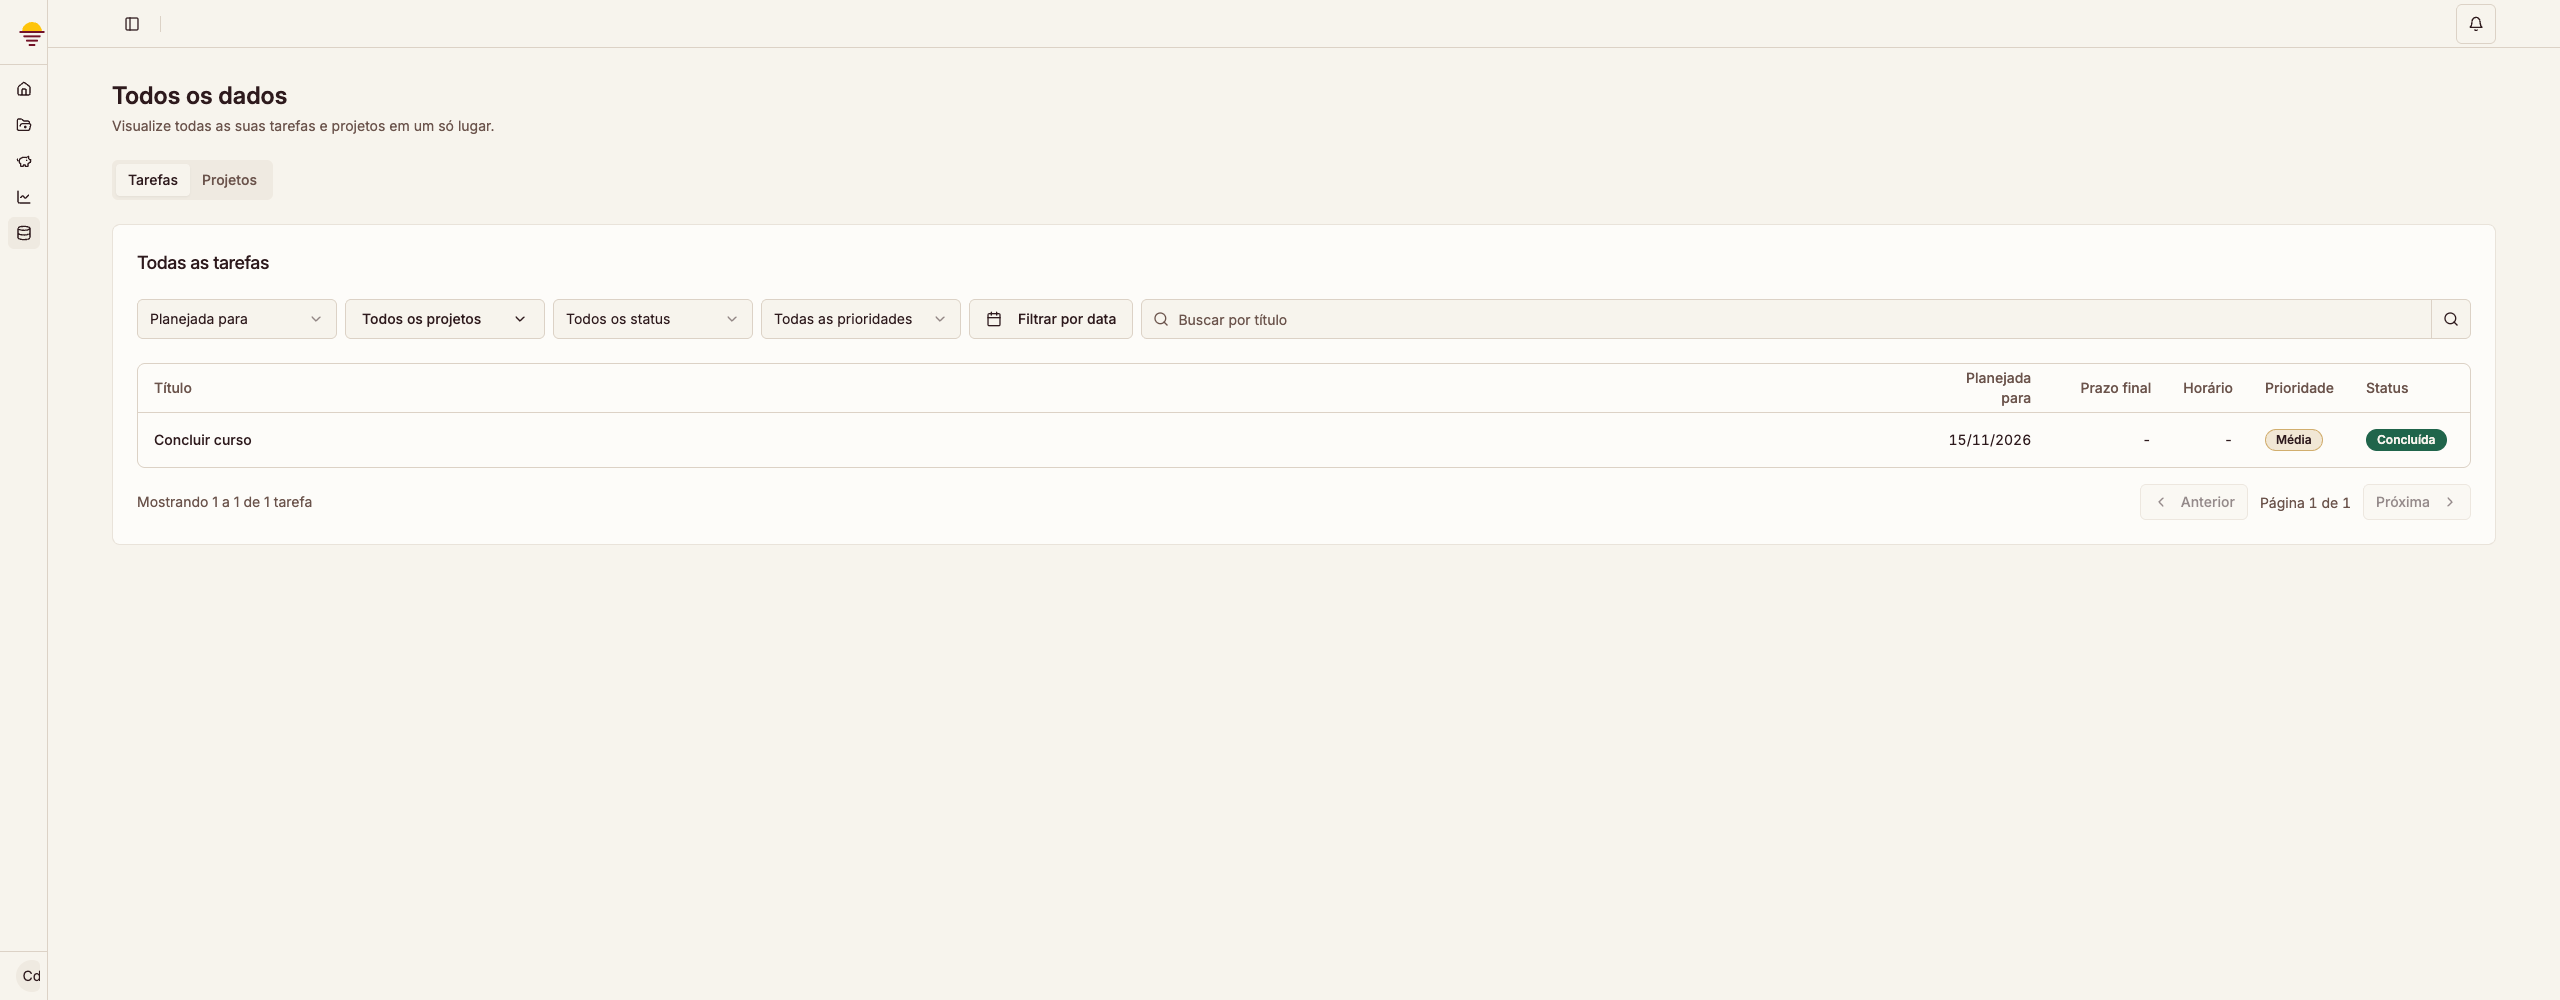 Todos os dados
Visualize todas as suas tarefas e projetos em um só lugar.
Tarefas
Projetos
Todas as tarefas
Planejada para
Todos os projetos
Todos os status
Todas as prioridades
Filtrar por data
Buscar por título
Título
Planejada
para
Prazo final
Horário
Prioridade
Status
Concluir curso
15/11/2026
-
-
Média
Concluída
Mostrando 1 a 1 de 1 tarefa
Anterior
Página 1 de 1
Próxima
Cd